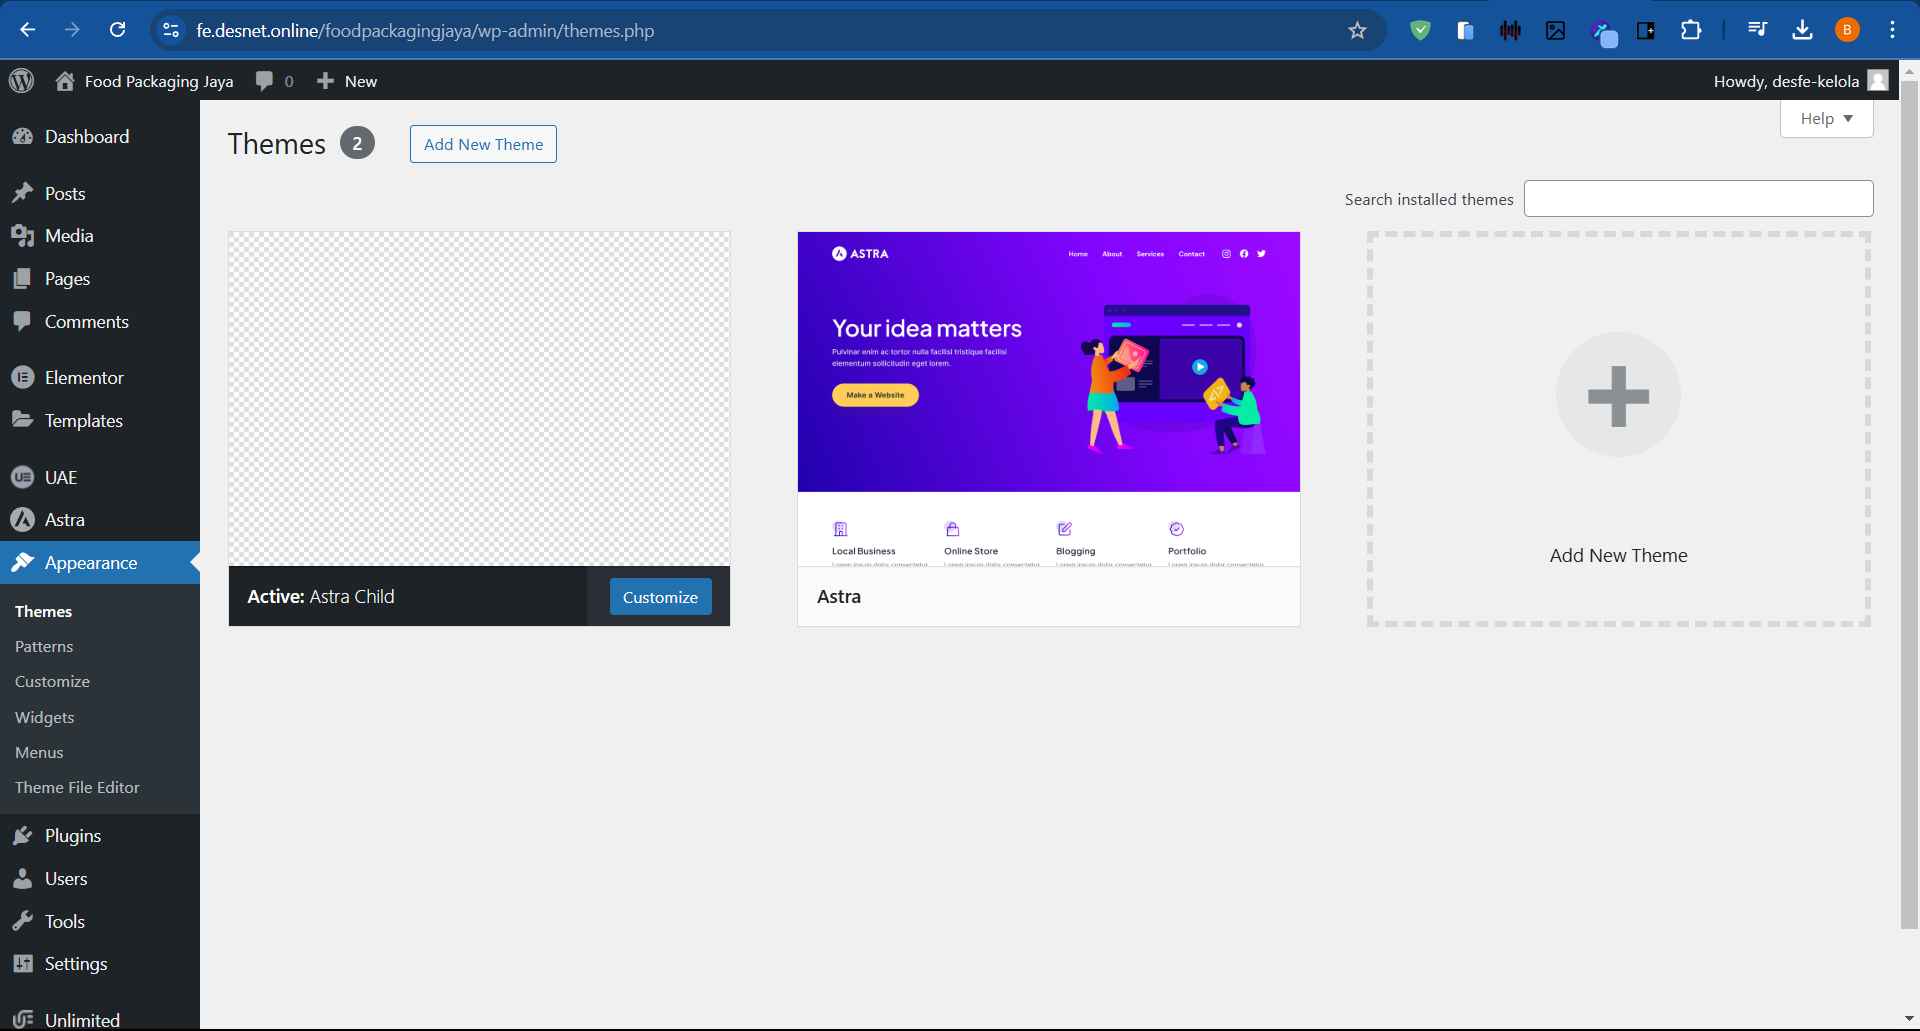 fe.desnet.online/foodpackagingjaya/wp-admin/themes.php
B
Food Packaging Jaya
0
New
Howdy, desfe-kelola
Dashboard
Posts
Media
Pages
Comments
Elementor
Templates
UAE
Astra
Appearance
Themes
Patterns
Customize
Widgets
Menus
Theme File Editor
Plugins
Users
Tools
Settings
Unlimited
Themes 2
Add New Theme
Help
Search installed themes
Active: Astra Child
Customize
ASTRA
Home About Services Contact
Your idea matters
Pulvinar enim ac tortor nulla facilisi tristique facilisi
elementum sollicitudin eget lorem.
Make a Website
Local Business Online Store Blogging Portfolio
Astra
Add New Theme